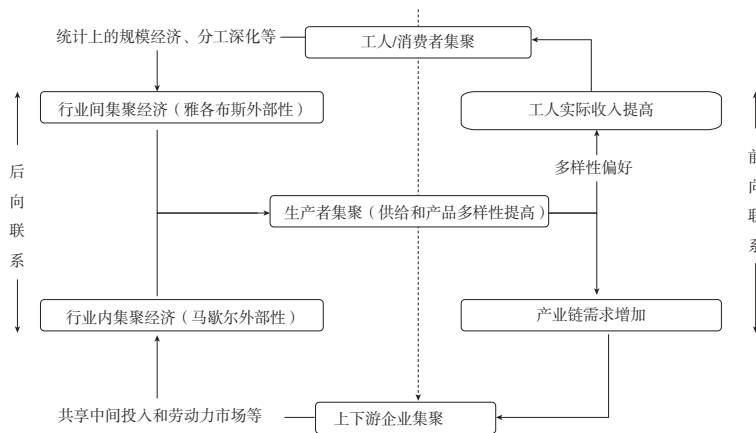 统计上的规模经济、分工深化等
工人/消费者集聚
行业间集聚经济（雅各布斯外部性）
工人实际收入提高
后向联系
前向联系
多样性偏好
生产者集聚（供给和产品多样性提高）
行业内集聚经济（马歇尔外部性）
产业链需求增加
共享中间投入和劳动力市场等
上下游企业集聚